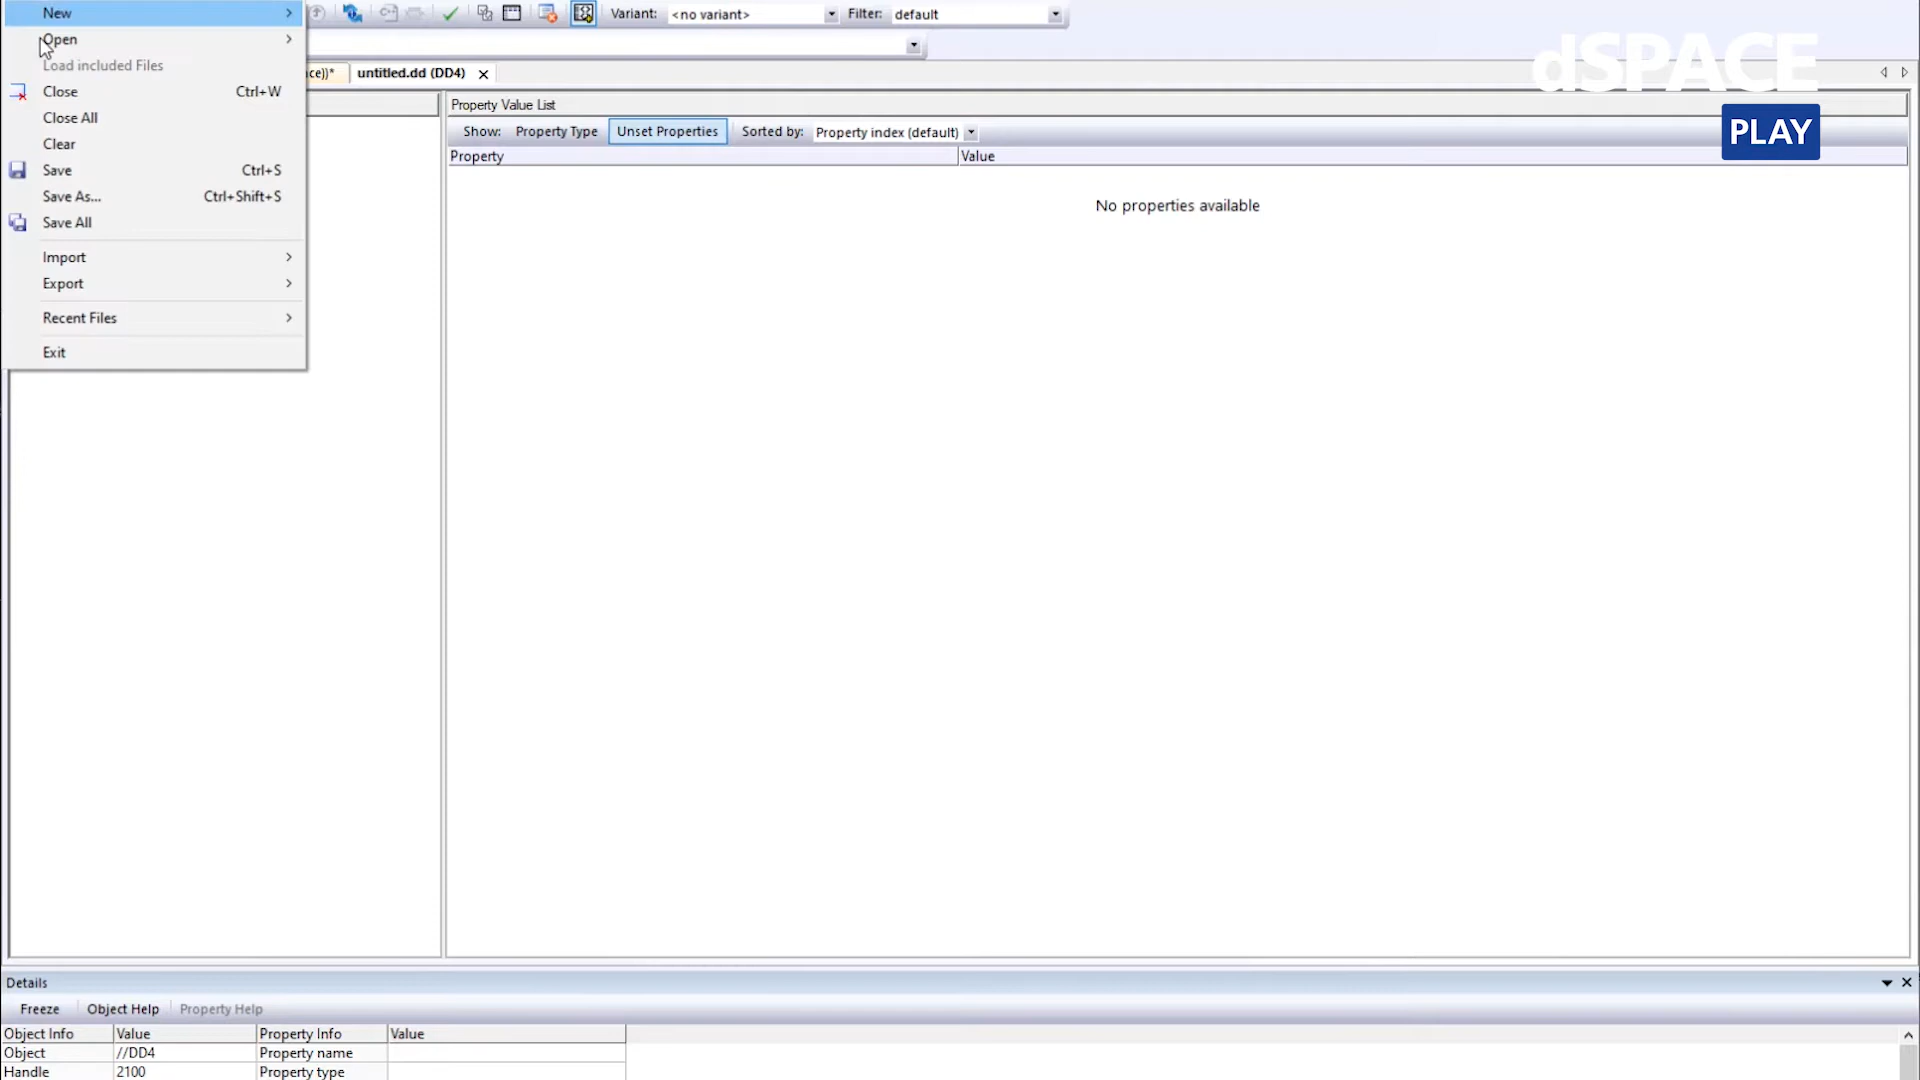 New
Variant: <no variant> Filter: default
Open
Load included Files
ce))* untitled.dd (DD4)
Close Ctrl+W
Close All
Clear
Save Ctrl+S
Save As... Ctrl+Shift+S
Save All
Import
Export
Recent Files
Exit
dSPACE
PLAY
Property Value List
Show: Property Type Unset Properties Sorted by: Property index (default)
Property Value
No properties available
Details
Freeze Object Help Property Help
Object Info Value Property Info Value
Object //DD4 Property name
Handle 2100 Property type